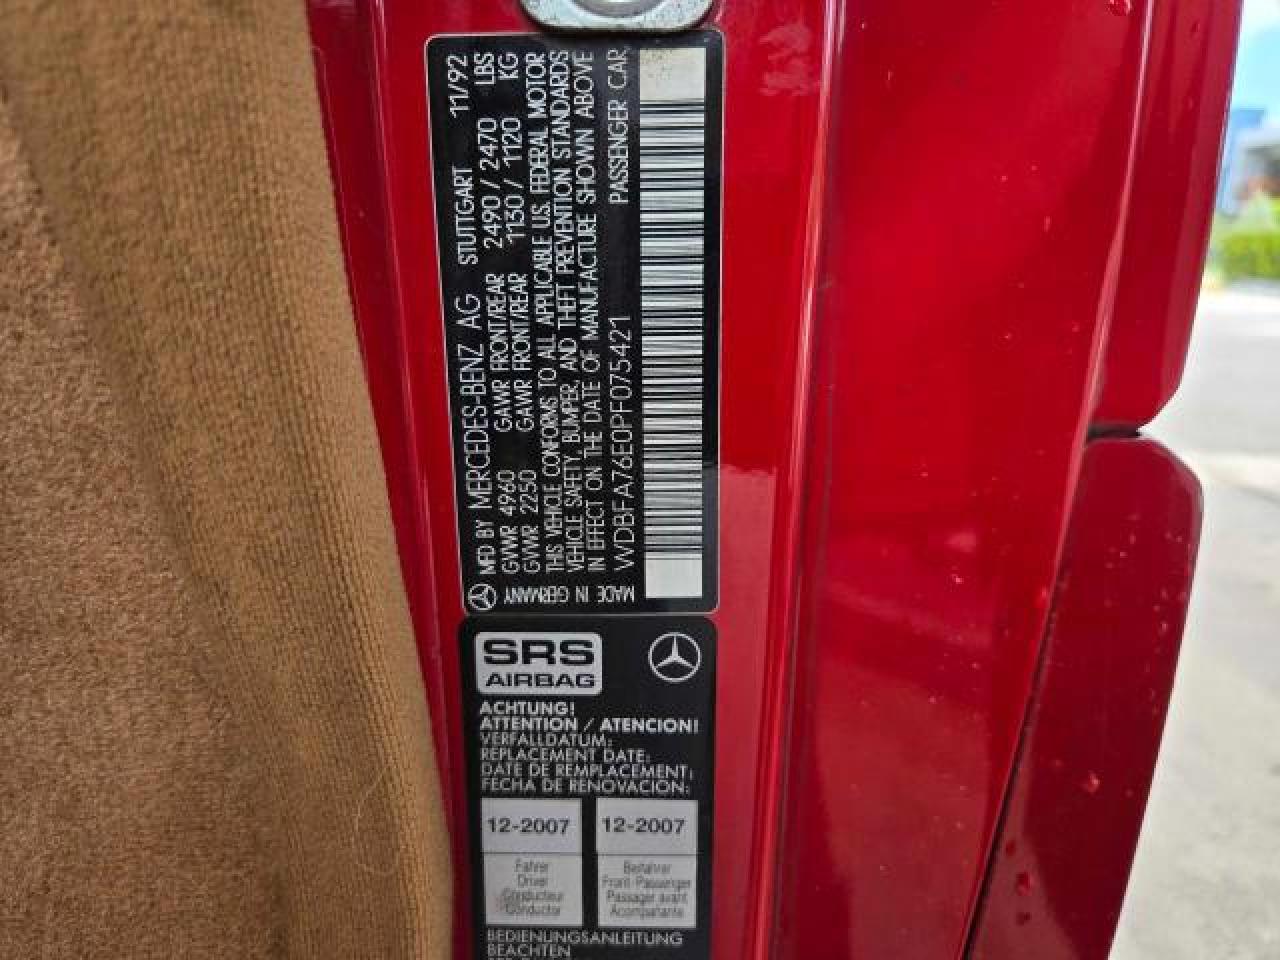 MFD BY MERCEDES-BENZ AG STUTTGART 11/92
GVWR 4960 GAWR FRONT/REAR 2490 / 2470 LBS
GVWR 2250 GAWR FRONT/REAR 1130 / 1120 KG
THIS VEHICLE CONFORMS TO ALL APPLICABLE U.S. FEDERAL MOTOR
VEHICLE SAFETY, BUMPER, AND THEFT PREVENTION STANDARDS
IN EFFECT ON THE DATE OF MANUFACTURE SHOWN ABOVE
WDBFA76E0PF075421 PASSENGER CAR
MADE IN GERMANY
SRS
AIRBAG
ACHTUNG!
ATTENTION / ATENCION!
VERFALLDATUM:
REPLACEMENT DATE:
DATE DE REMPLACEMENT:
FECHA DE RENOVACION:
12-2007 12-2007
Fahrer Beifahrer
Driver Front-Passenger
Conducteur Passager avant
Conductor Acompañante
BEDIENUNGSANLEITUNG
BEACHTEN